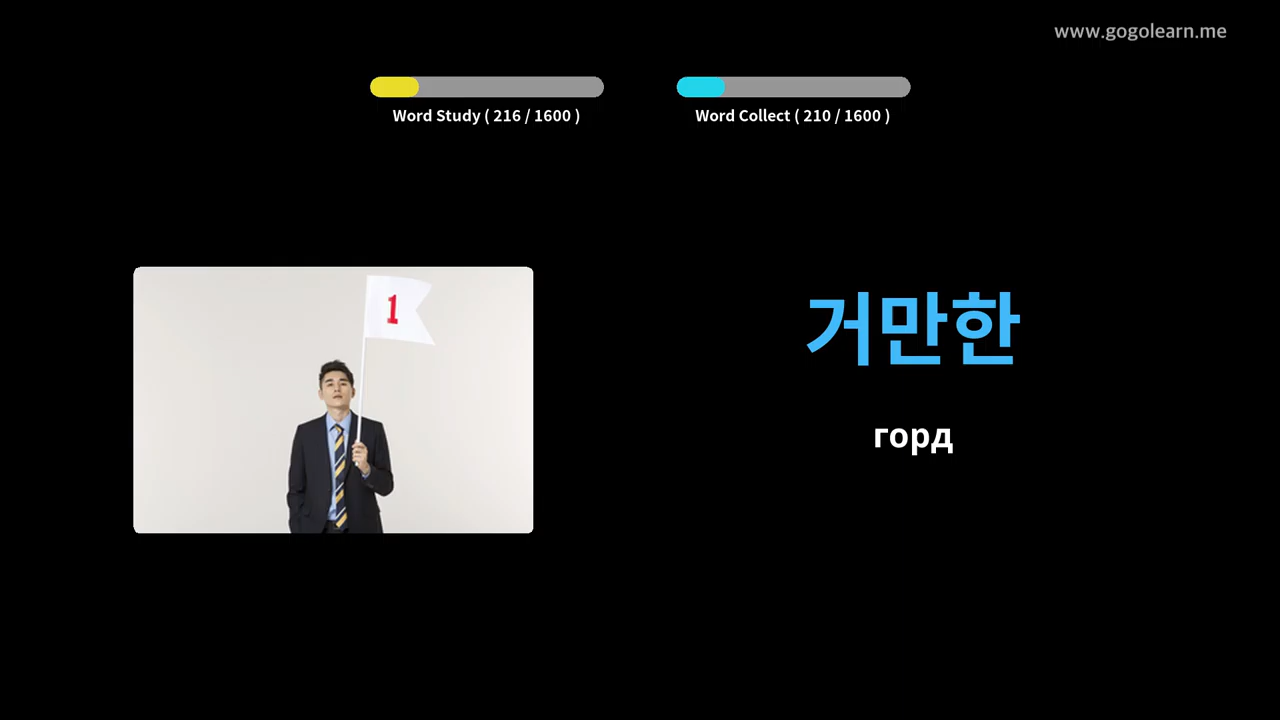 www.gogolearn.me
Word Study ( 216 / 1600 )
Word Collect ( 210 / 1600 )
1
거만한
горд